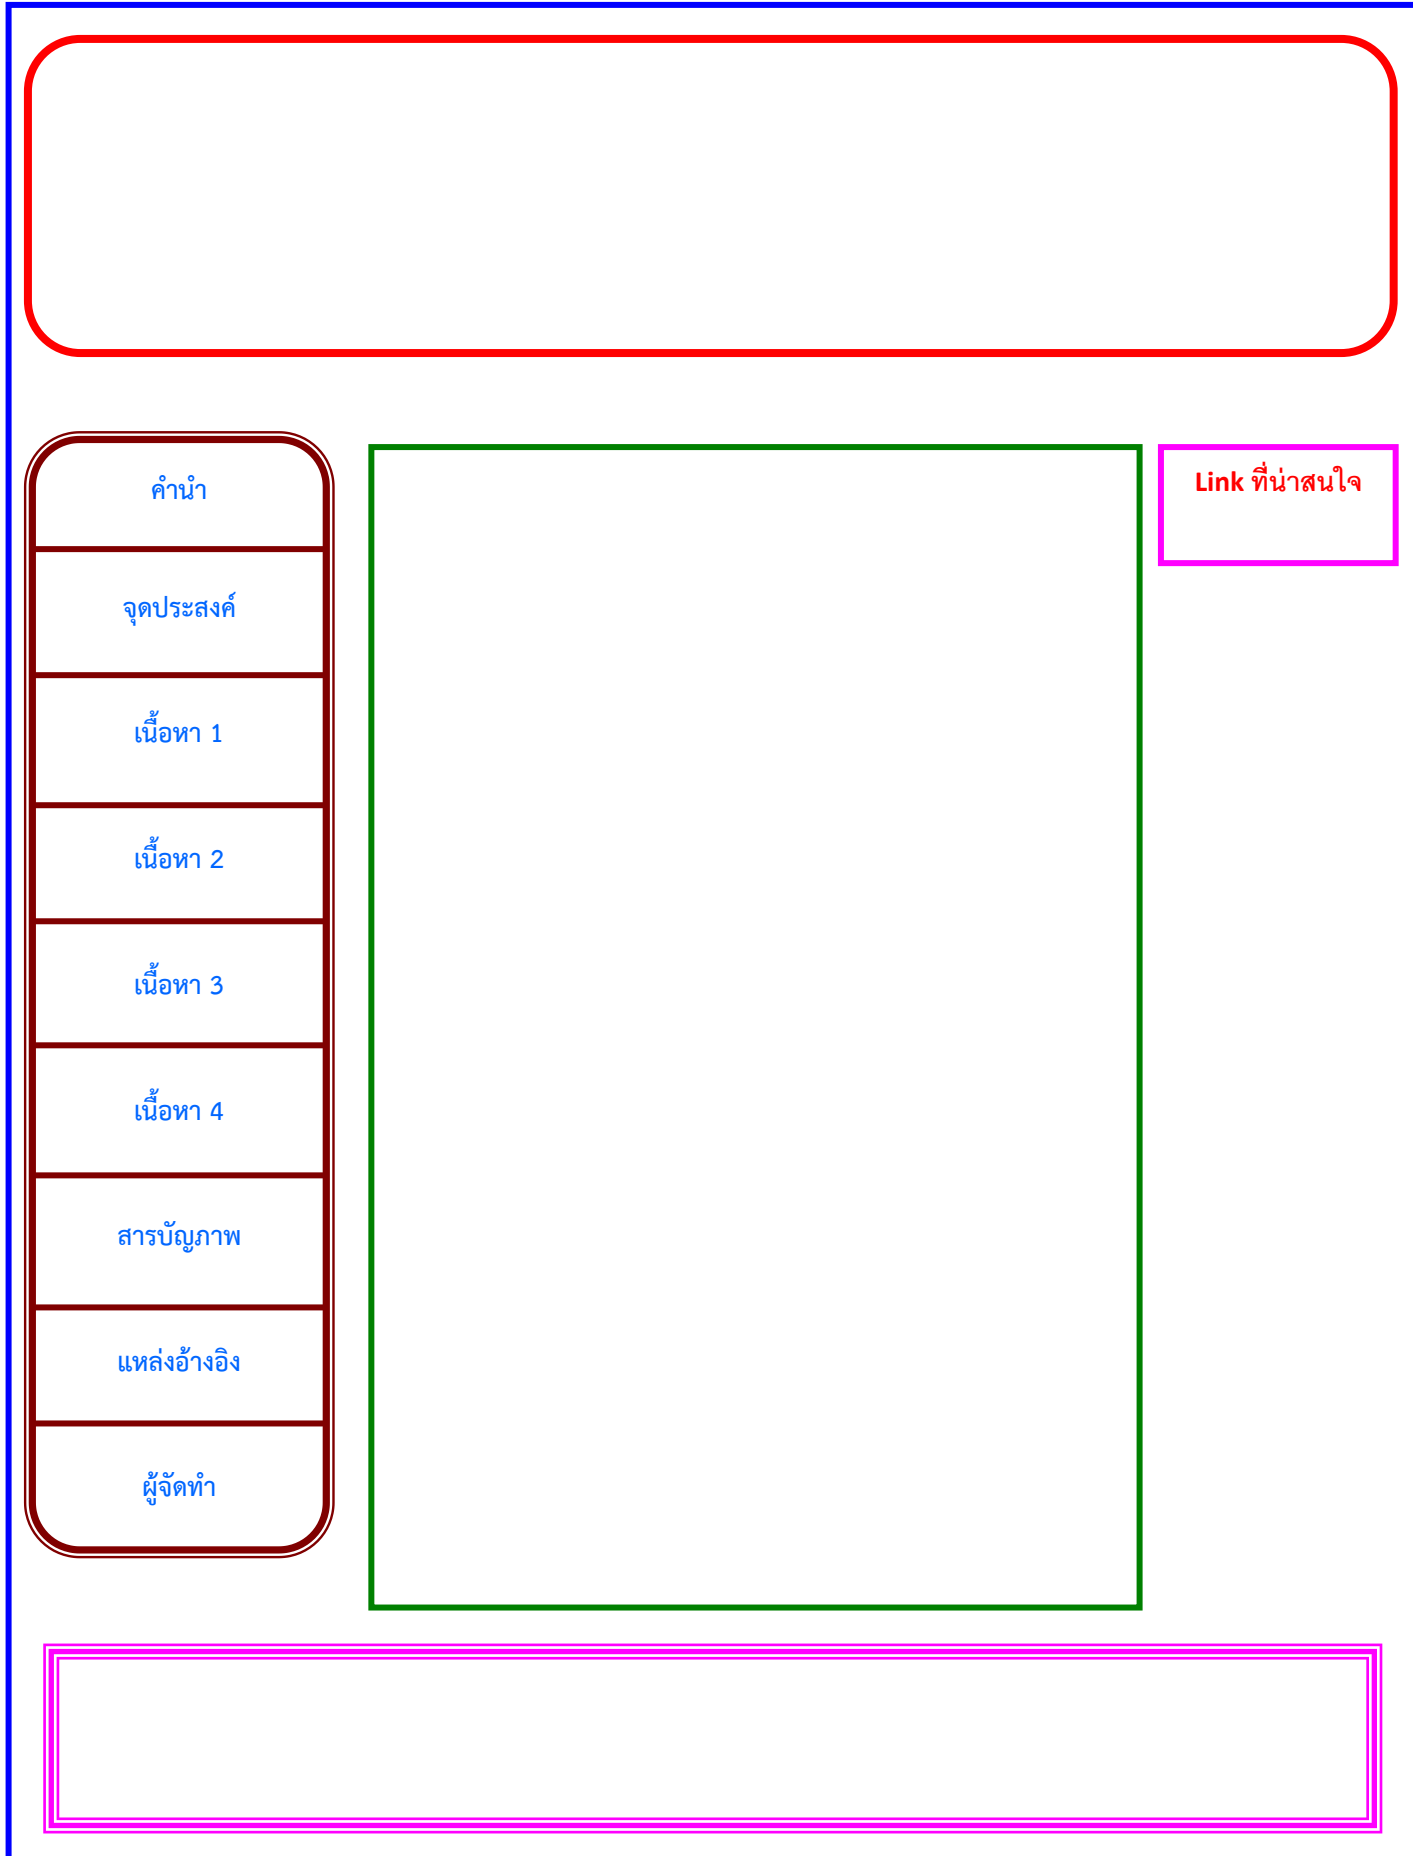 คำนำ
Link ที่น่าสนใจ
จุดประสงค์
เนื้อหา 1
เนื้อหา 2
เนื้อหา 3
เนื้อหา 4
สารบัญภาพ
แหล่งอ้างอิง
ผู้จัดทำ